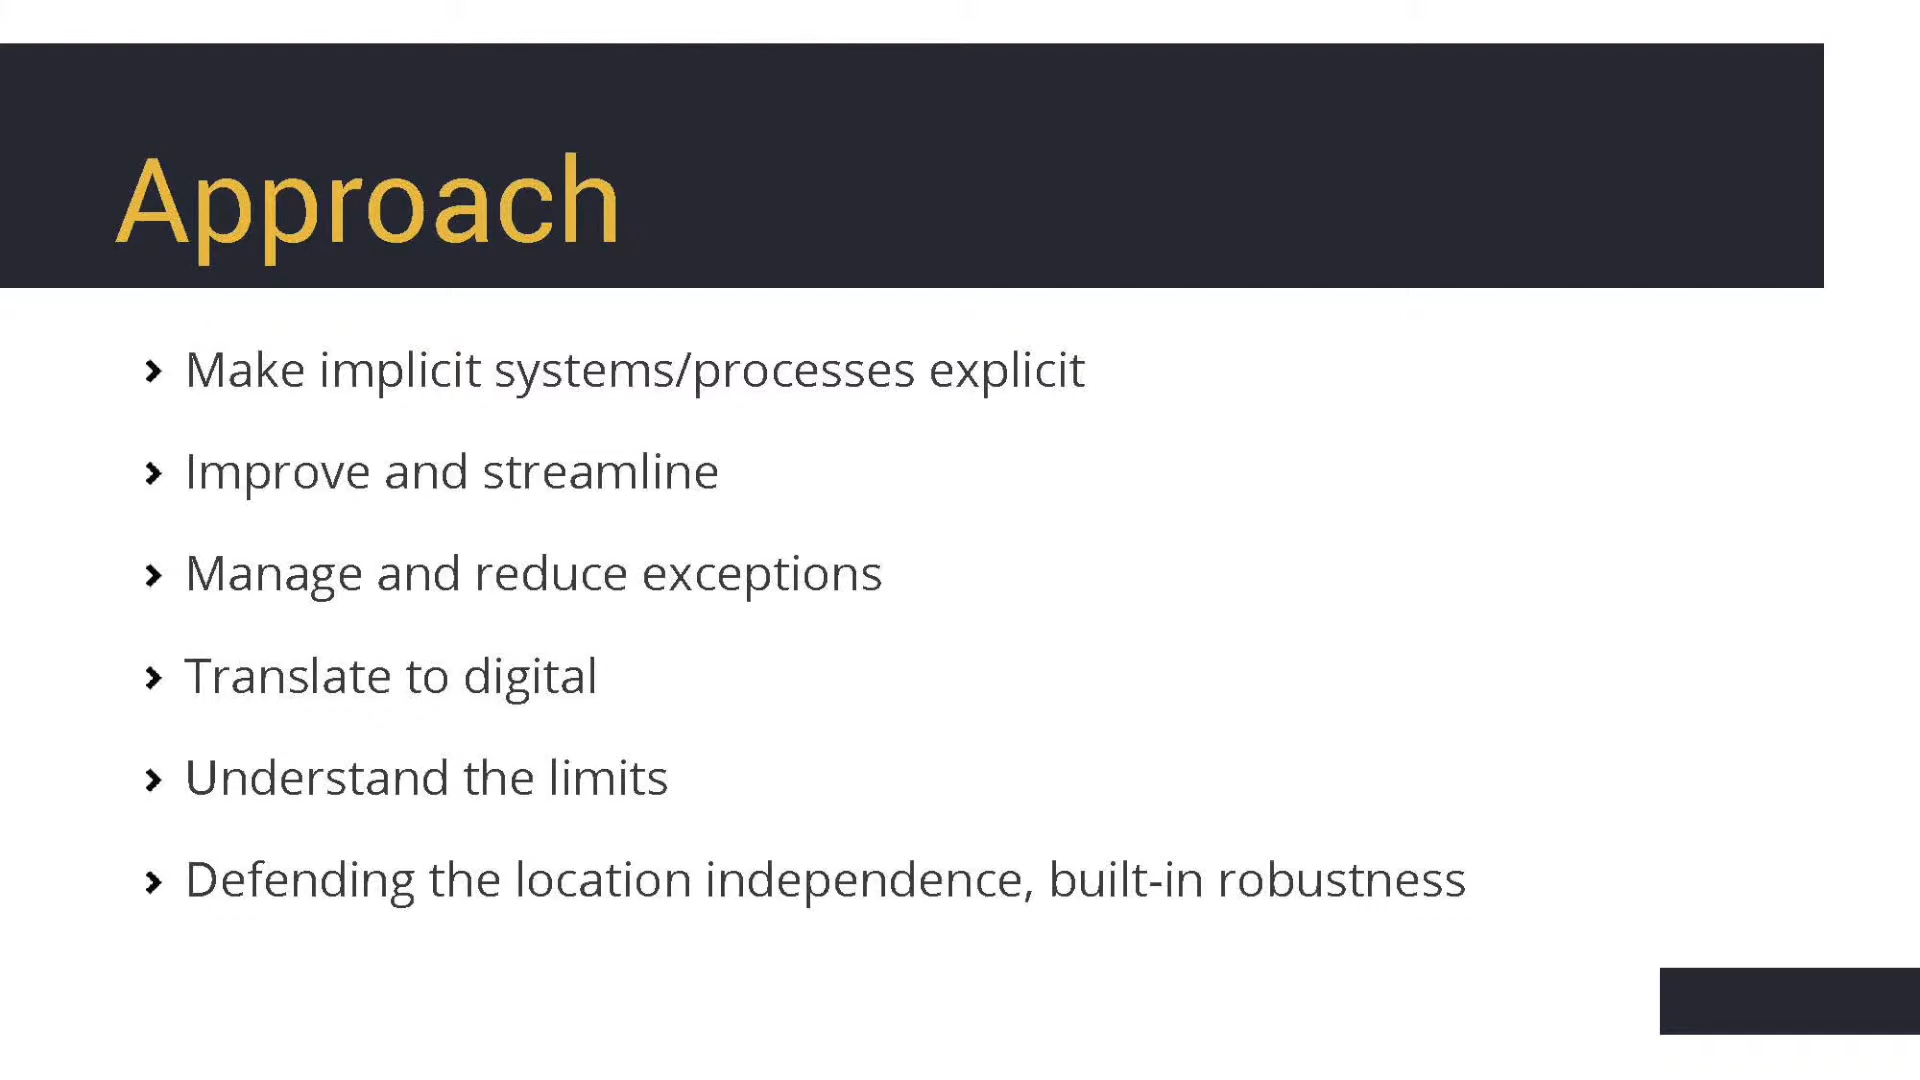 Approach
Make implicit systems/processes explicit
Improve and streamline
Manage and reduce exceptions
Translate to digital
Understand the limits
Defending the location independence, built-in robustness